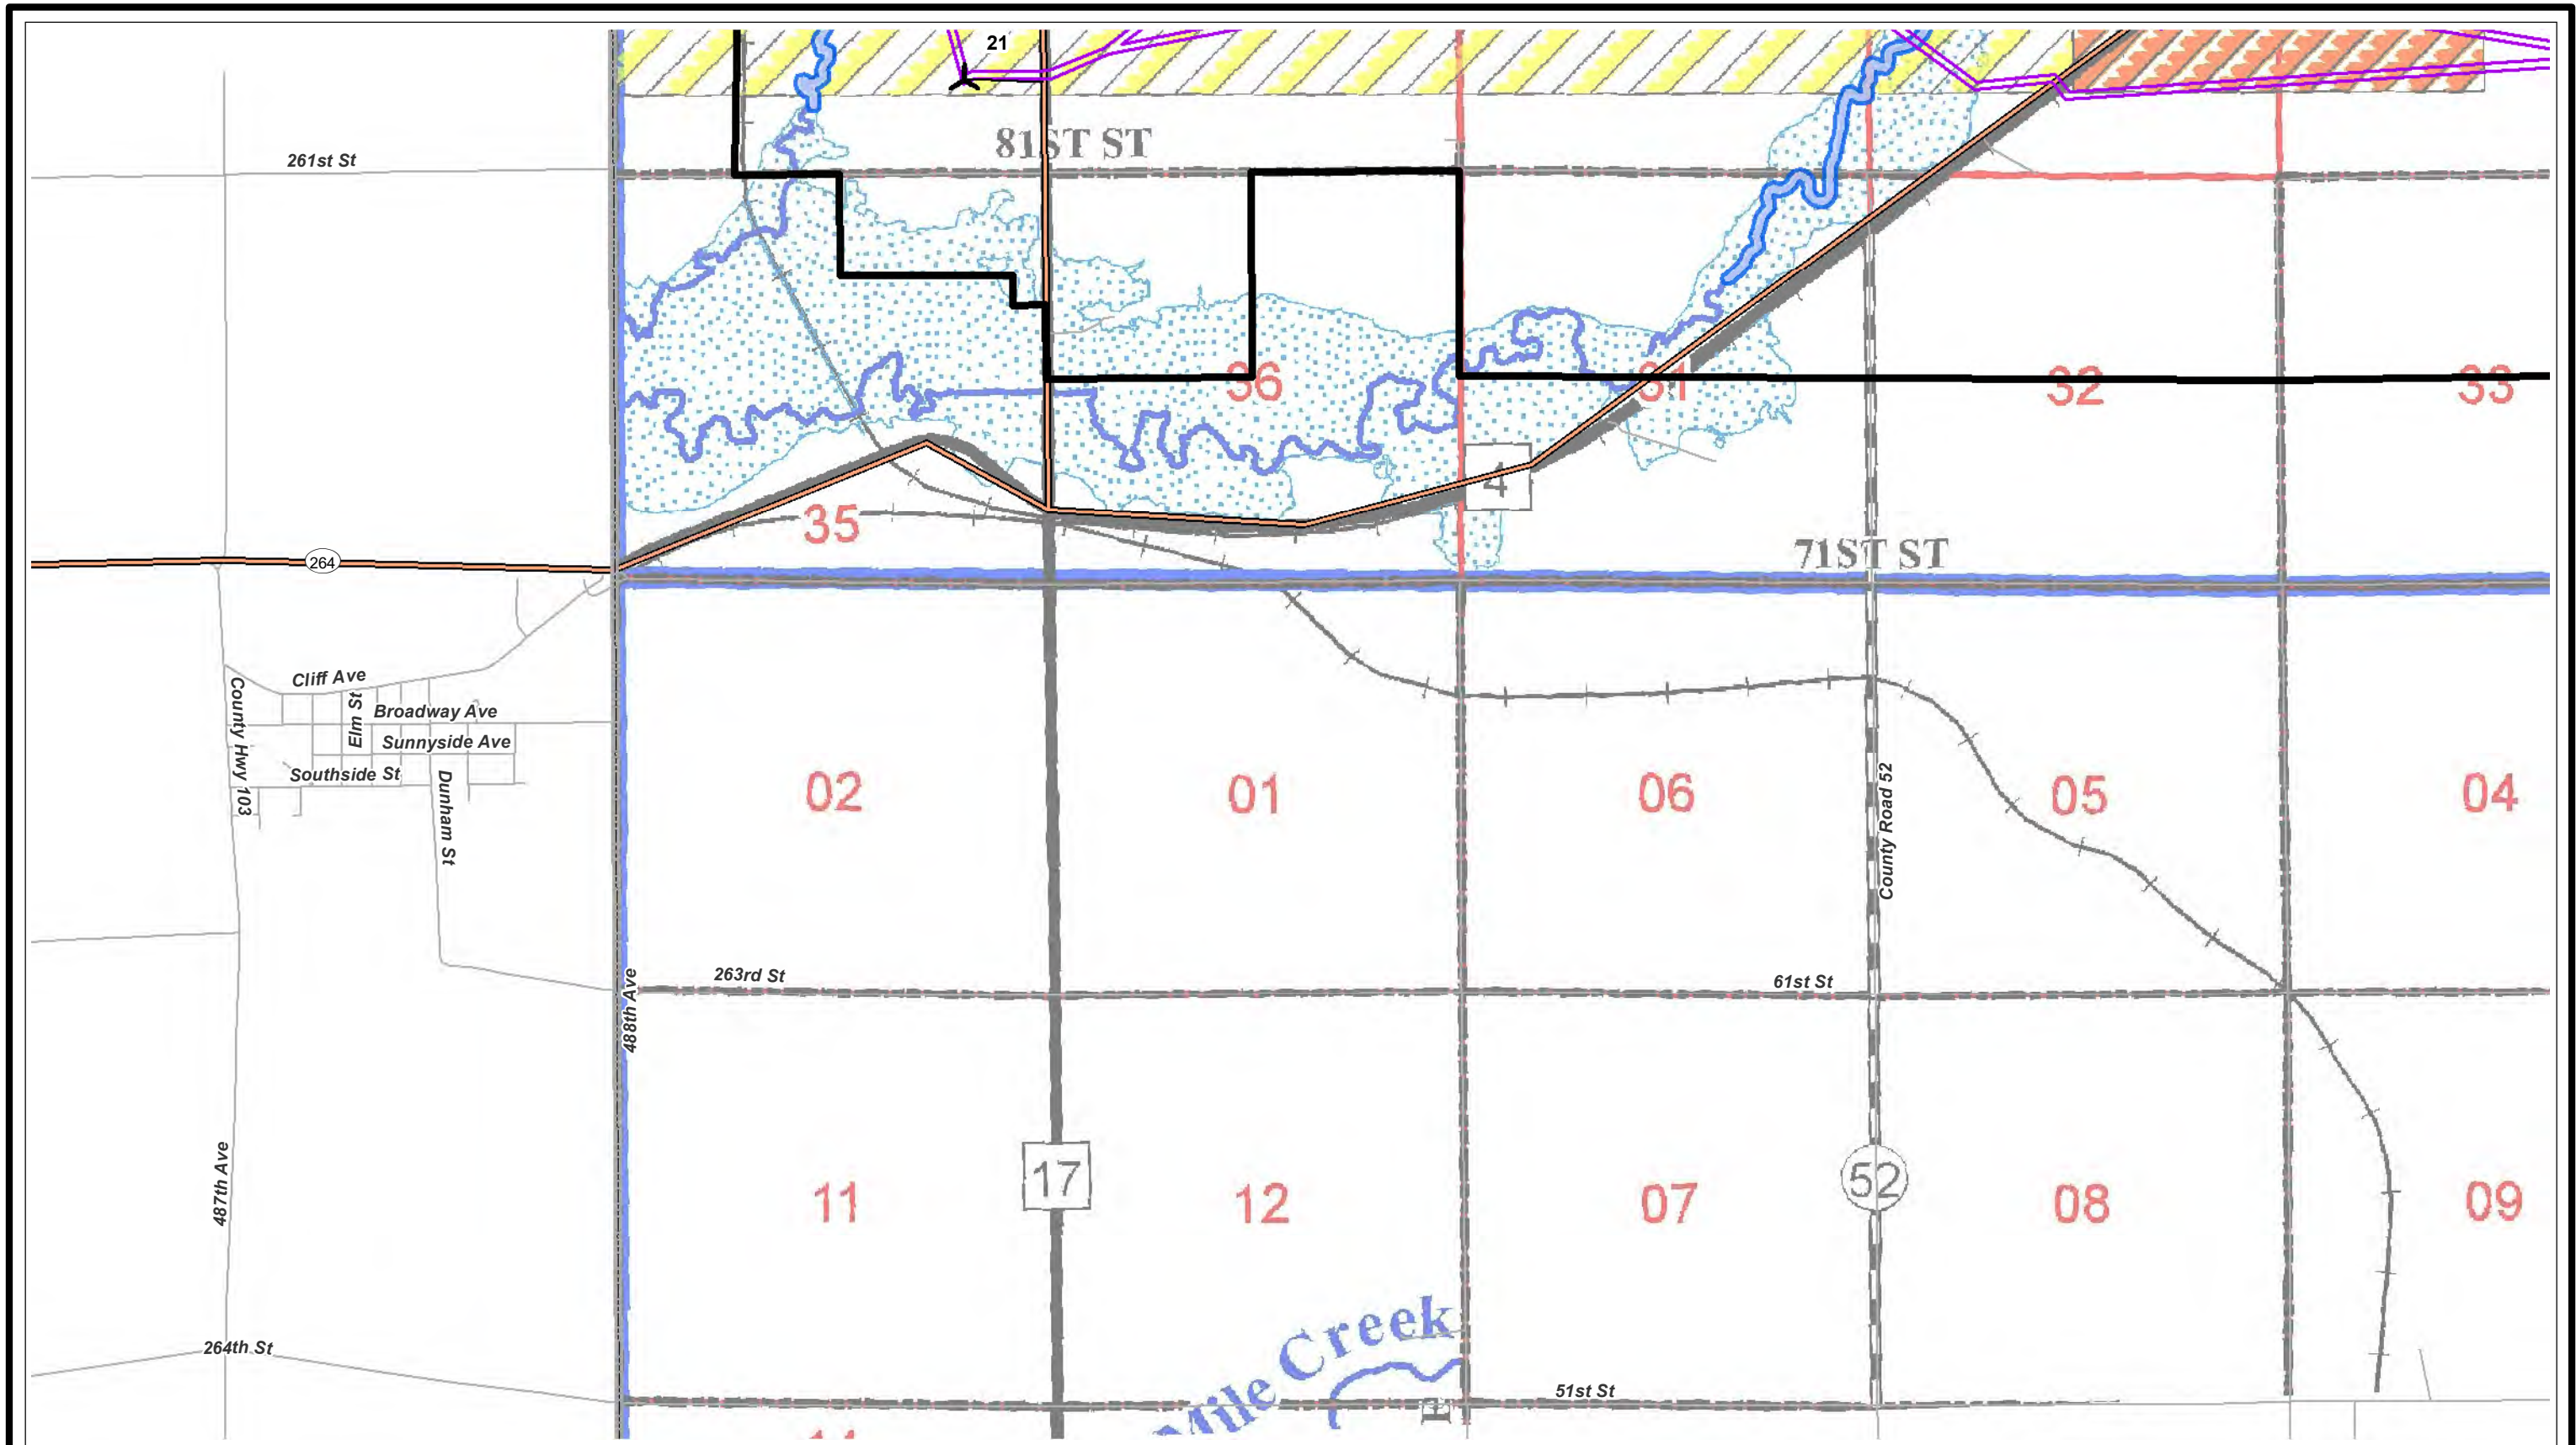 21
81ST ST
261st St
36
31
32
33
4
35
264
71ST ST
Cliff Ave
County Hwy 103
Elm St
Broadway Ave
Sunnyside Ave
Southside St
Dunham St
02
01
06
County Road 52
05
04
263rd St
61st St
488th Ave
487th Ave
11
17
12
07
52
08
09
264th St
Mile Creek
51st St